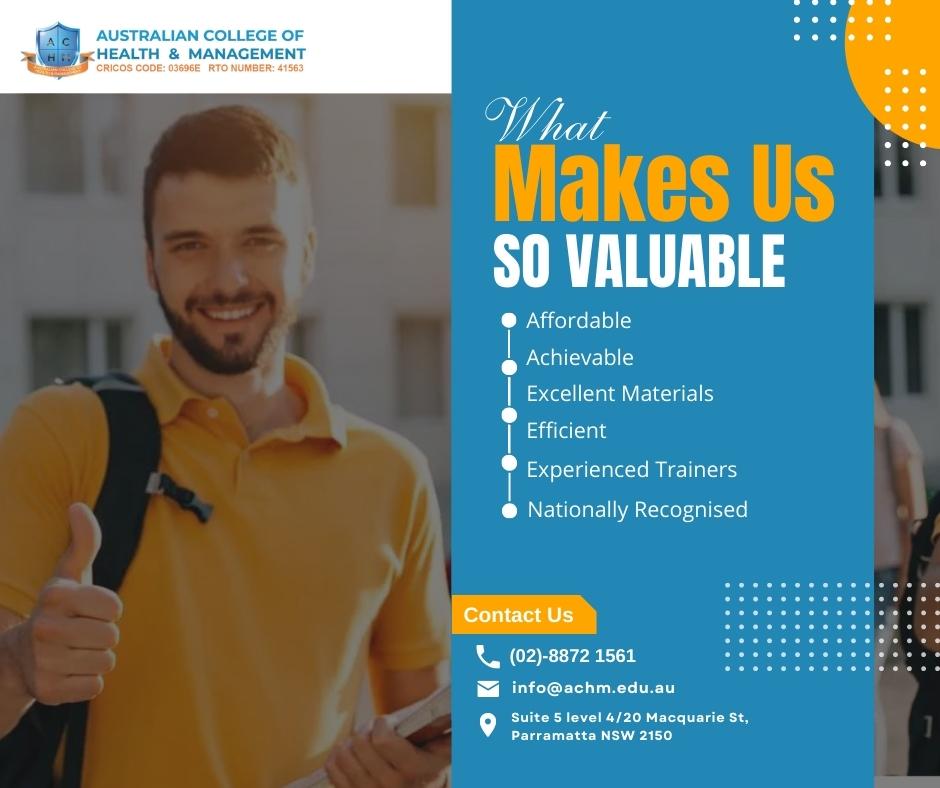 AUSTRALIAN COLLEGE OF
HEALTH & MANAGEMENT
CRICOS CODE: 03696E RTO NUMBER: 41563
A C
H
What
Makes Us
SO VALUABLE
Affordable
Achievable
Excellent Materials
Efficient
Experienced Trainers
Nationally Recognised
Contact Us
(02)-8872 1561
info@achm.edu.au
Suite 5 level 4/20 Macquarie St,
Parramatta NSW 2150